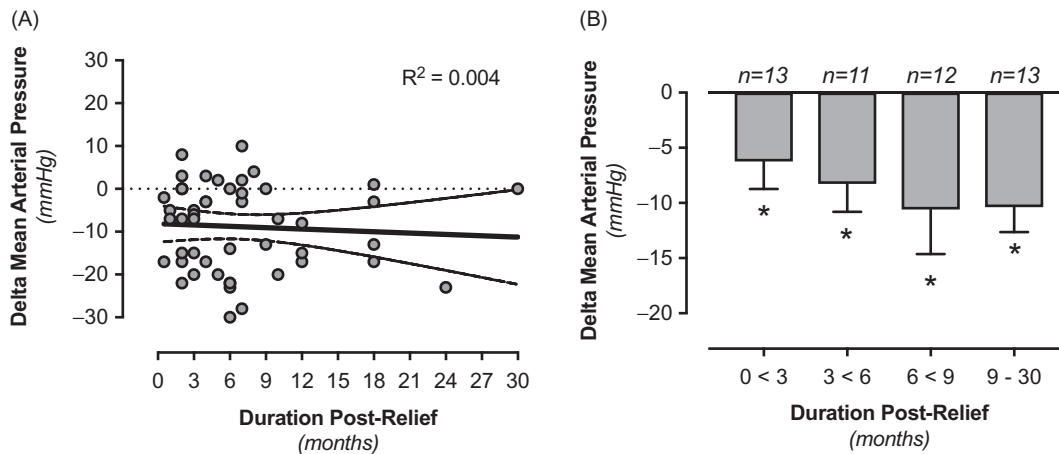 (A)
Delta Mean Arterial Pressure
(mmHg)
30
20
10
0
−10
−20
−30
R² = 0.004
0 3 6 9 12 15 18 21 24 27 30
Duration Post-Relief
(months)
(B)
Delta Mean Arterial Pressure
(mmHg)
n=13 n=11 n=12 n=13
0
−5
−10
−15
−20
* * * *
0 < 3 3 < 6 6 < 9 9 - 30
Duration Post-Relief
(months)